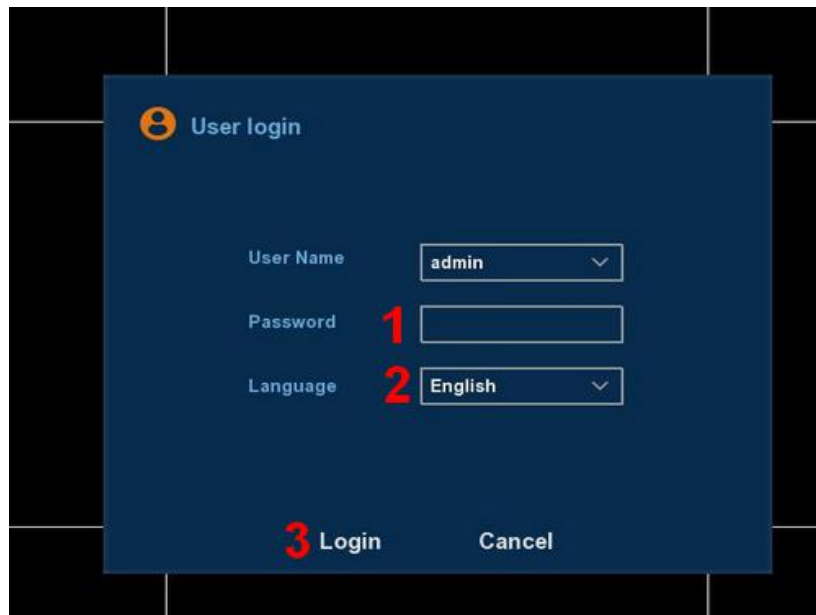 User login
User Name admin
Password 1
Language 2 English
3 Login Cancel